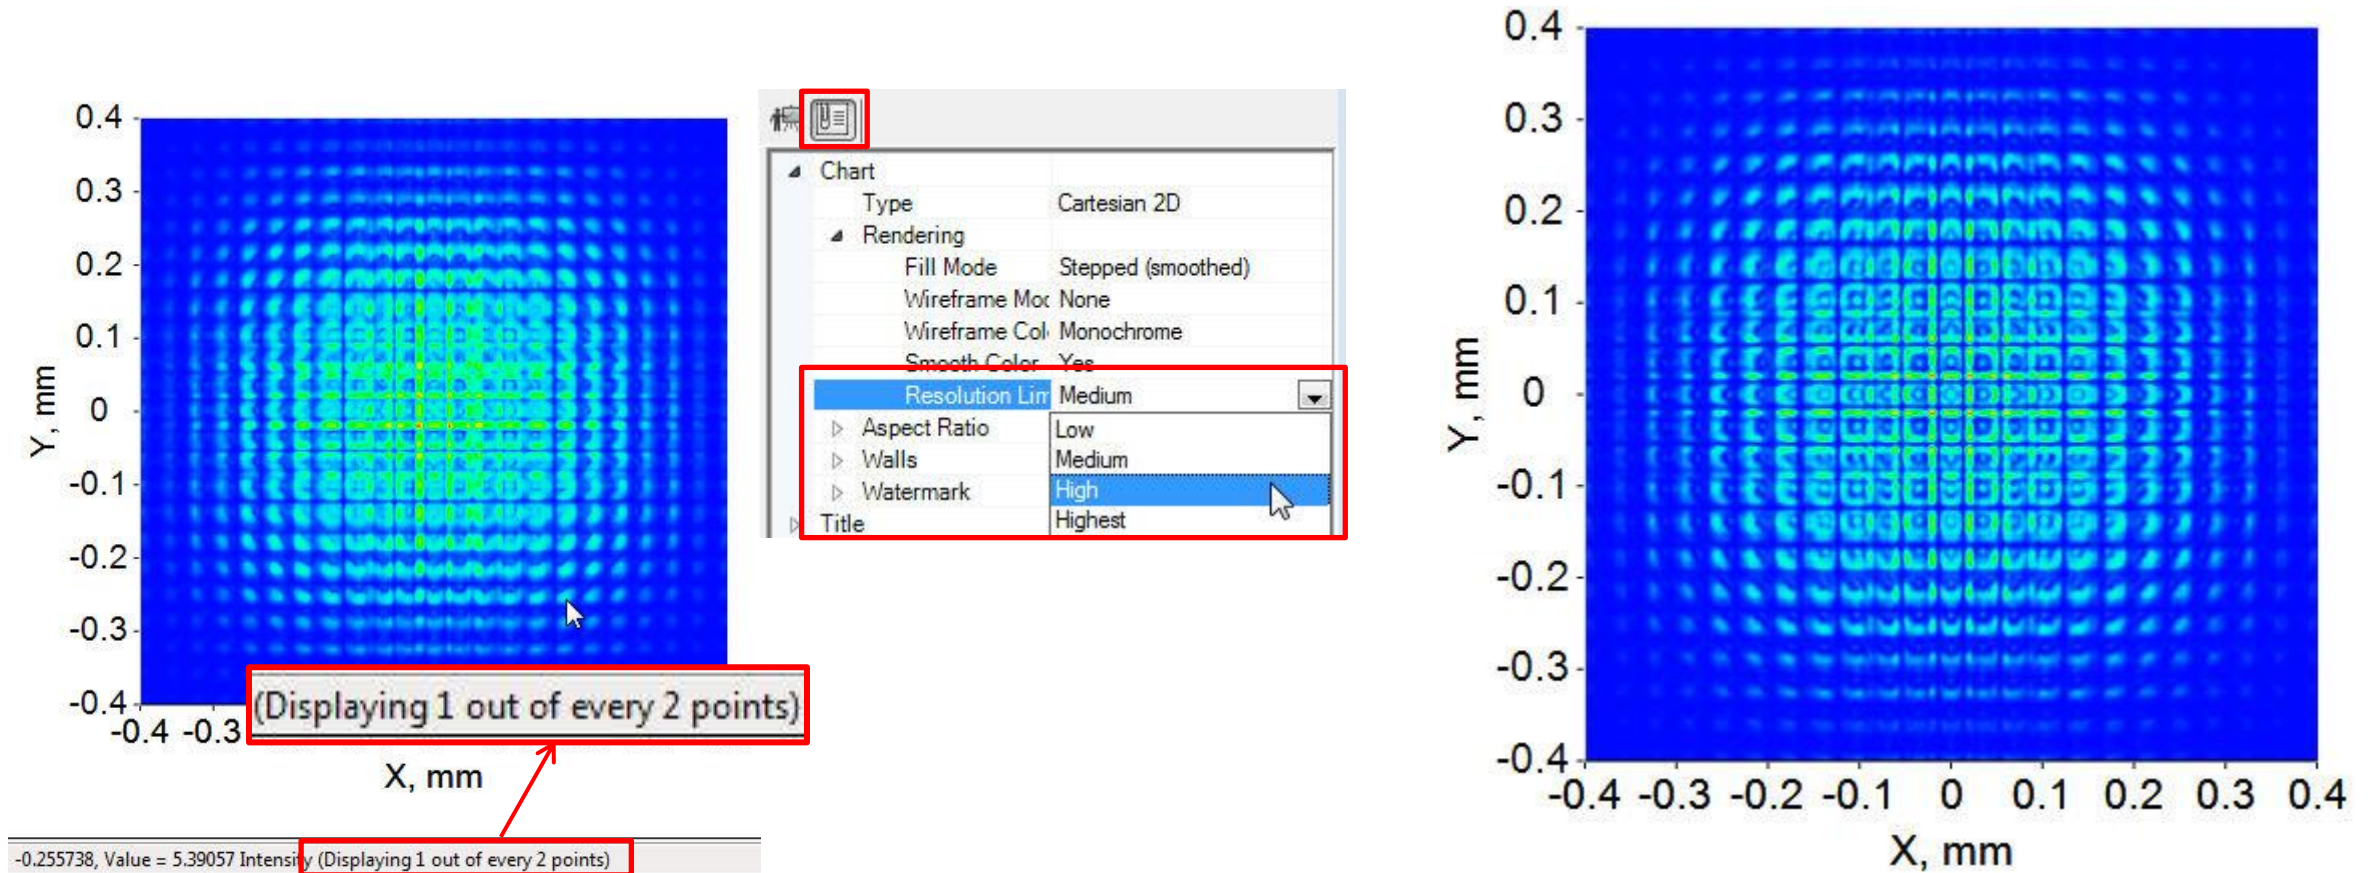 0.4
0.3
0.2
0.1
0
-0.1
-0.2
-0.3
-0.4
Y, mm
-0.4 -0.3
X, mm
(Displaying 1 out of every 2 points)
-0.255738, Value = 5.39057 Intensity (Displaying 1 out of every 2 points)
Chart
Type Cartesian 2D
Rendering
Fill Mode Stepped (smoothed)
Wireframe Mod None
Wireframe Col Monochrome
Smooth Color Yes
Resolution Lim Medium
Aspect Ratio Low
Walls Medium
Watermark High
Title Highest
0.4
0.3
0.2
0.1
0
-0.1
-0.2
-0.3
-0.4
Y, mm
-0.4 -0.3 -0.2 -0.1 0 0.1 0.2 0.3 0.4
X, mm